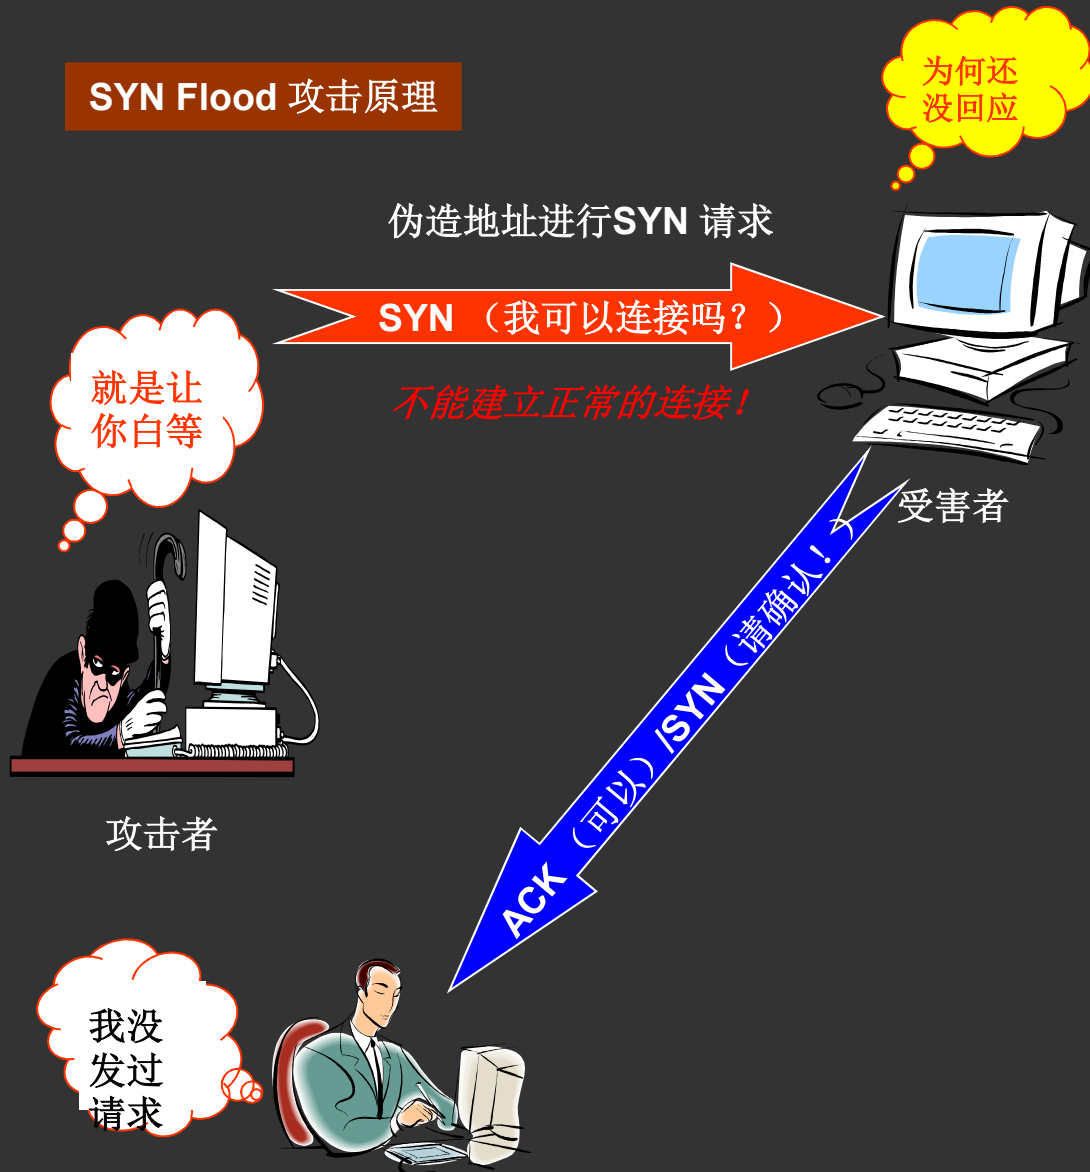 SYN Flood 攻击原理
为何还
没回应
伪造地址进行SYN 请求
SYN （我可以连接吗？）
不能建立正常的连接！
就是让
你白等
受害者
ACK （可以）/SYN（请确认！）
攻击者
我没
发过
请求